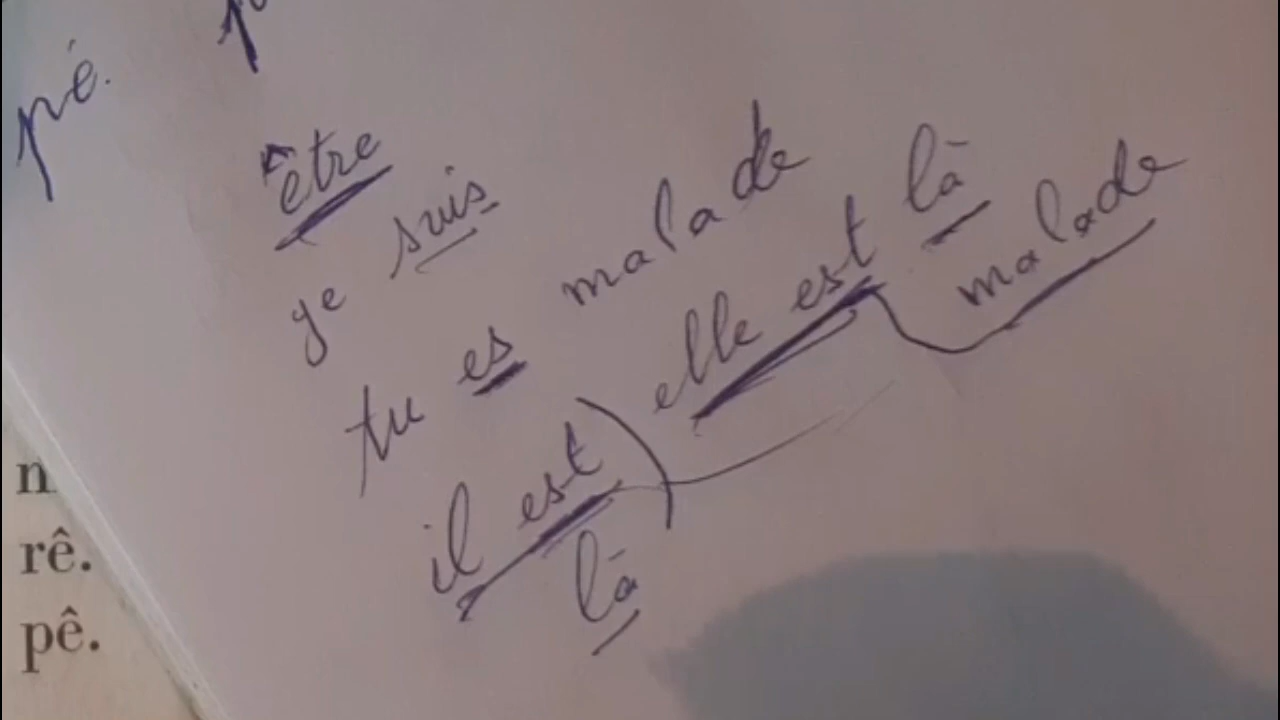 pé.
être
je suis
tu es malade
il est elle est là
là malade
n
rê.
pê.